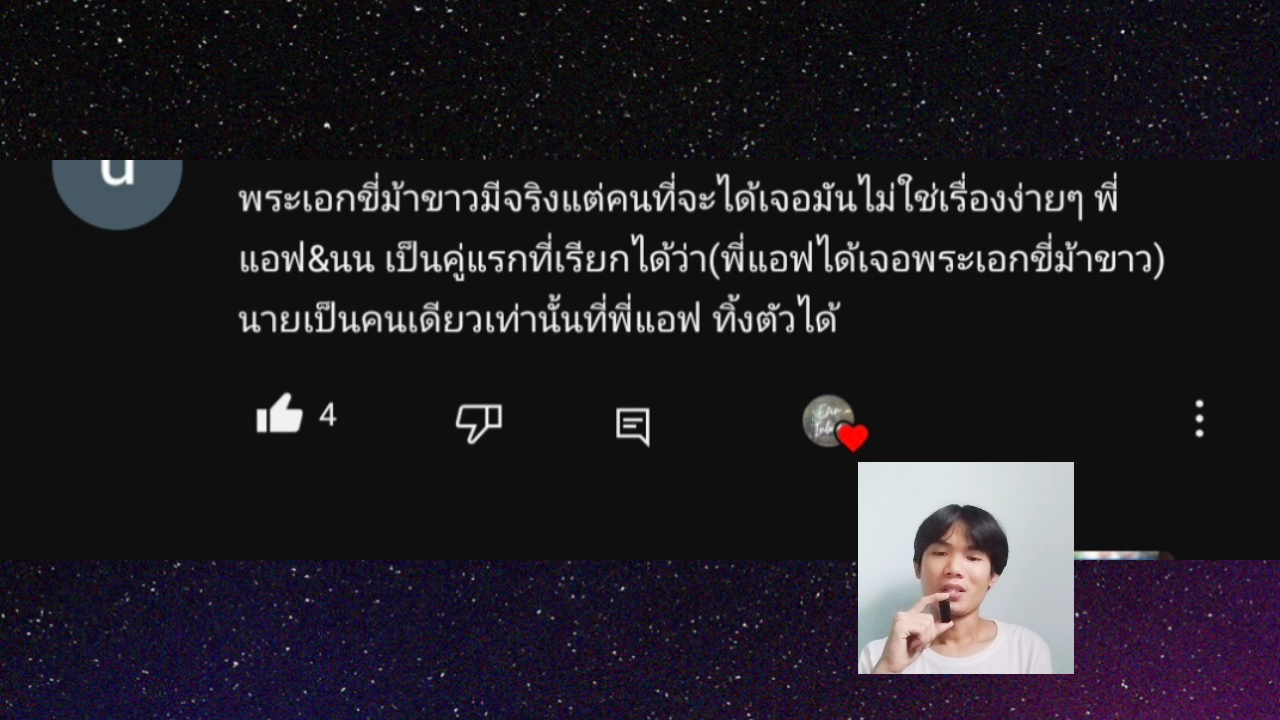 น
พระเอกขี่ม้าขาวมีจริงแต่คนที่จะได้เจอมันไม่ใช่เรื่องง่ายๆ พี่
แอฟ&นน เป็นคู่แรกที่เรียกได้ว่า(พี่แอฟได้เจอพระเอกขี่ม้าขาว)
นายเป็นคนเดียวเท่านั้นที่พี่แอฟ ทิ้งตัวได้
4